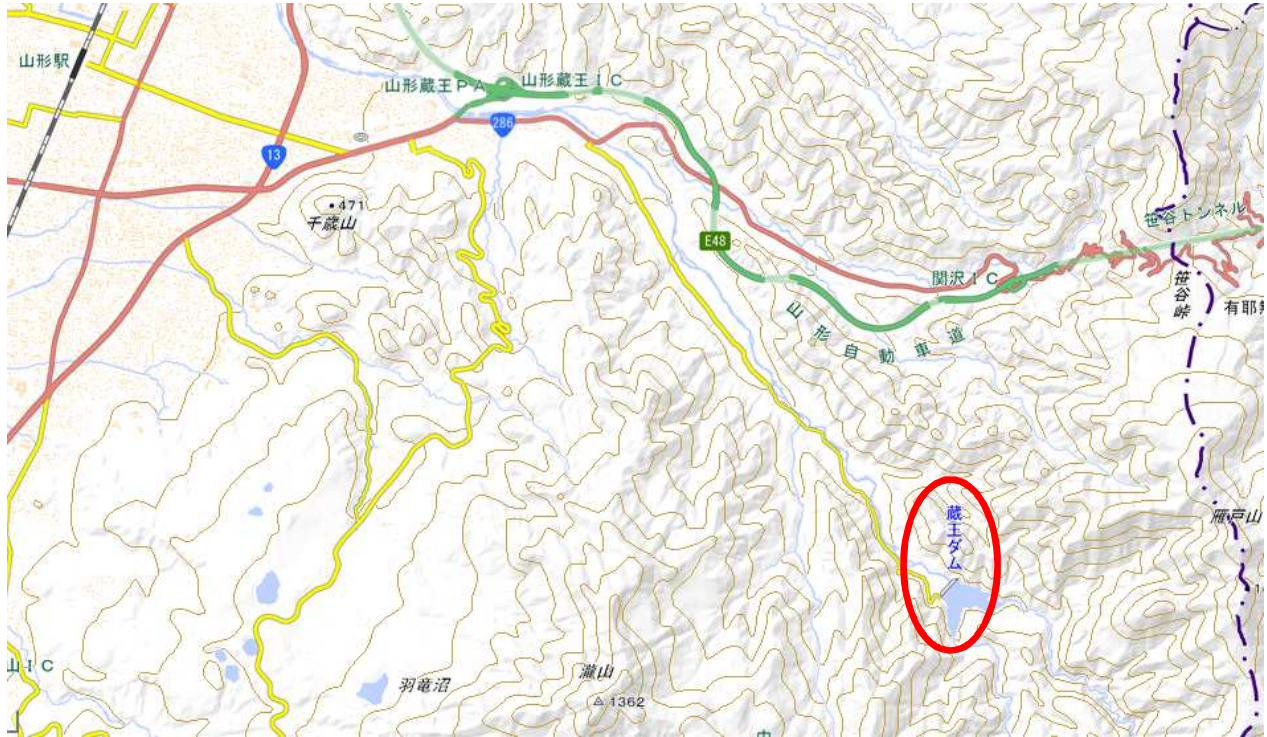 山形駅
山形蔵王PA
山形蔵王IC
286
13
・471
千歳山
E48
笹谷トンネル
関沢IC
笹谷峠
有耶
山形自動車道
蔵王ダム
雁戸山
山IC
羽竜沼
瀧山
1362